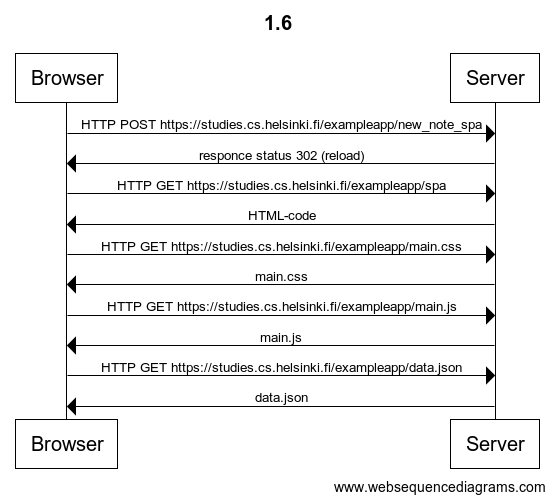 1.6
Browser Server
HTTP POST https://studies.cs.helsinki.fi/exampleapp/new_note_spa
responce status 302 (reload)
HTTP GET https://studies.cs.helsinki.fi/exampleapp/spa
HTML-code
HTTP GET https://studies.cs.helsinki.fi/exampleapp/main.css
main.css
HTTP GET https://studies.cs.helsinki.fi/exampleapp/main.js
main.js
HTTP GET https://studies.cs.helsinki.fi/exampleapp/data.json
data.json
Browser Server
www.websequencediagrams.com